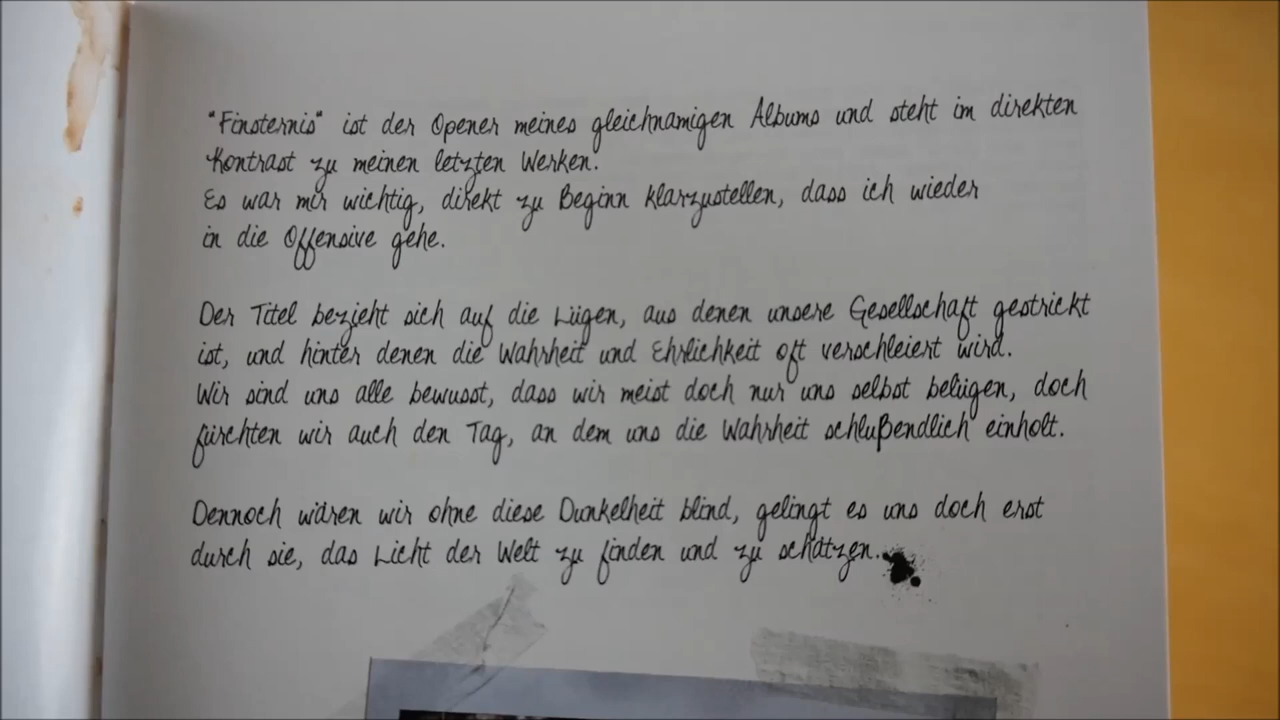 "Finsternis" ist der Opener meines gleichnamigen Albums und steht im direkten
Kontrast zu meinen letzten Werken.
Es war mir wichtig, direkt zu Beginn klarzustellen, dass ich wieder
in die Offensive gehe.
Der Titel bezieht sich auf die Lügen, aus denen unsere Gesellschaft gestrickt
ist, und hinter denen die Wahrheit und Ehrlichkeit oft verschleiert wird.
Wir sind uns alle bewusst, dass wir meist doch nur uns selbst belügen, doch
fürchten wir auch den Tag, an dem uns die Wahrheit schlußendlich einholt.
Dennoch wären wir ohne diese Dunkelheit blind, gelingt es uns doch erst
durch sie, das Licht der Welt zu finden und zu schätzen.